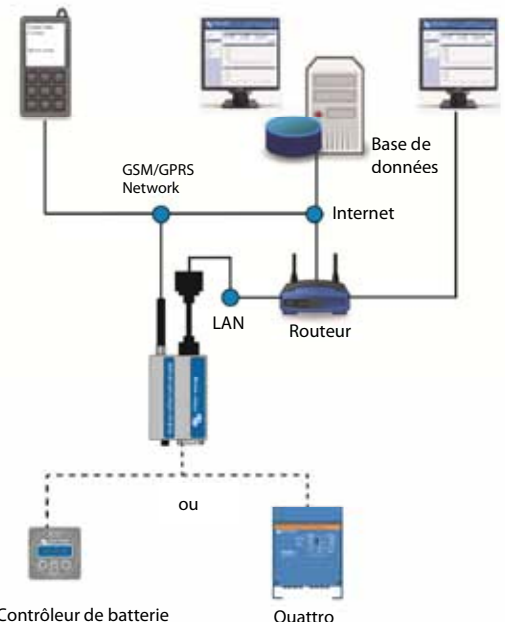 Base de
données
GSM/GPRS
Network
Internet
LAN
Routeur
ou
Contrôleur de batterie
Quattro